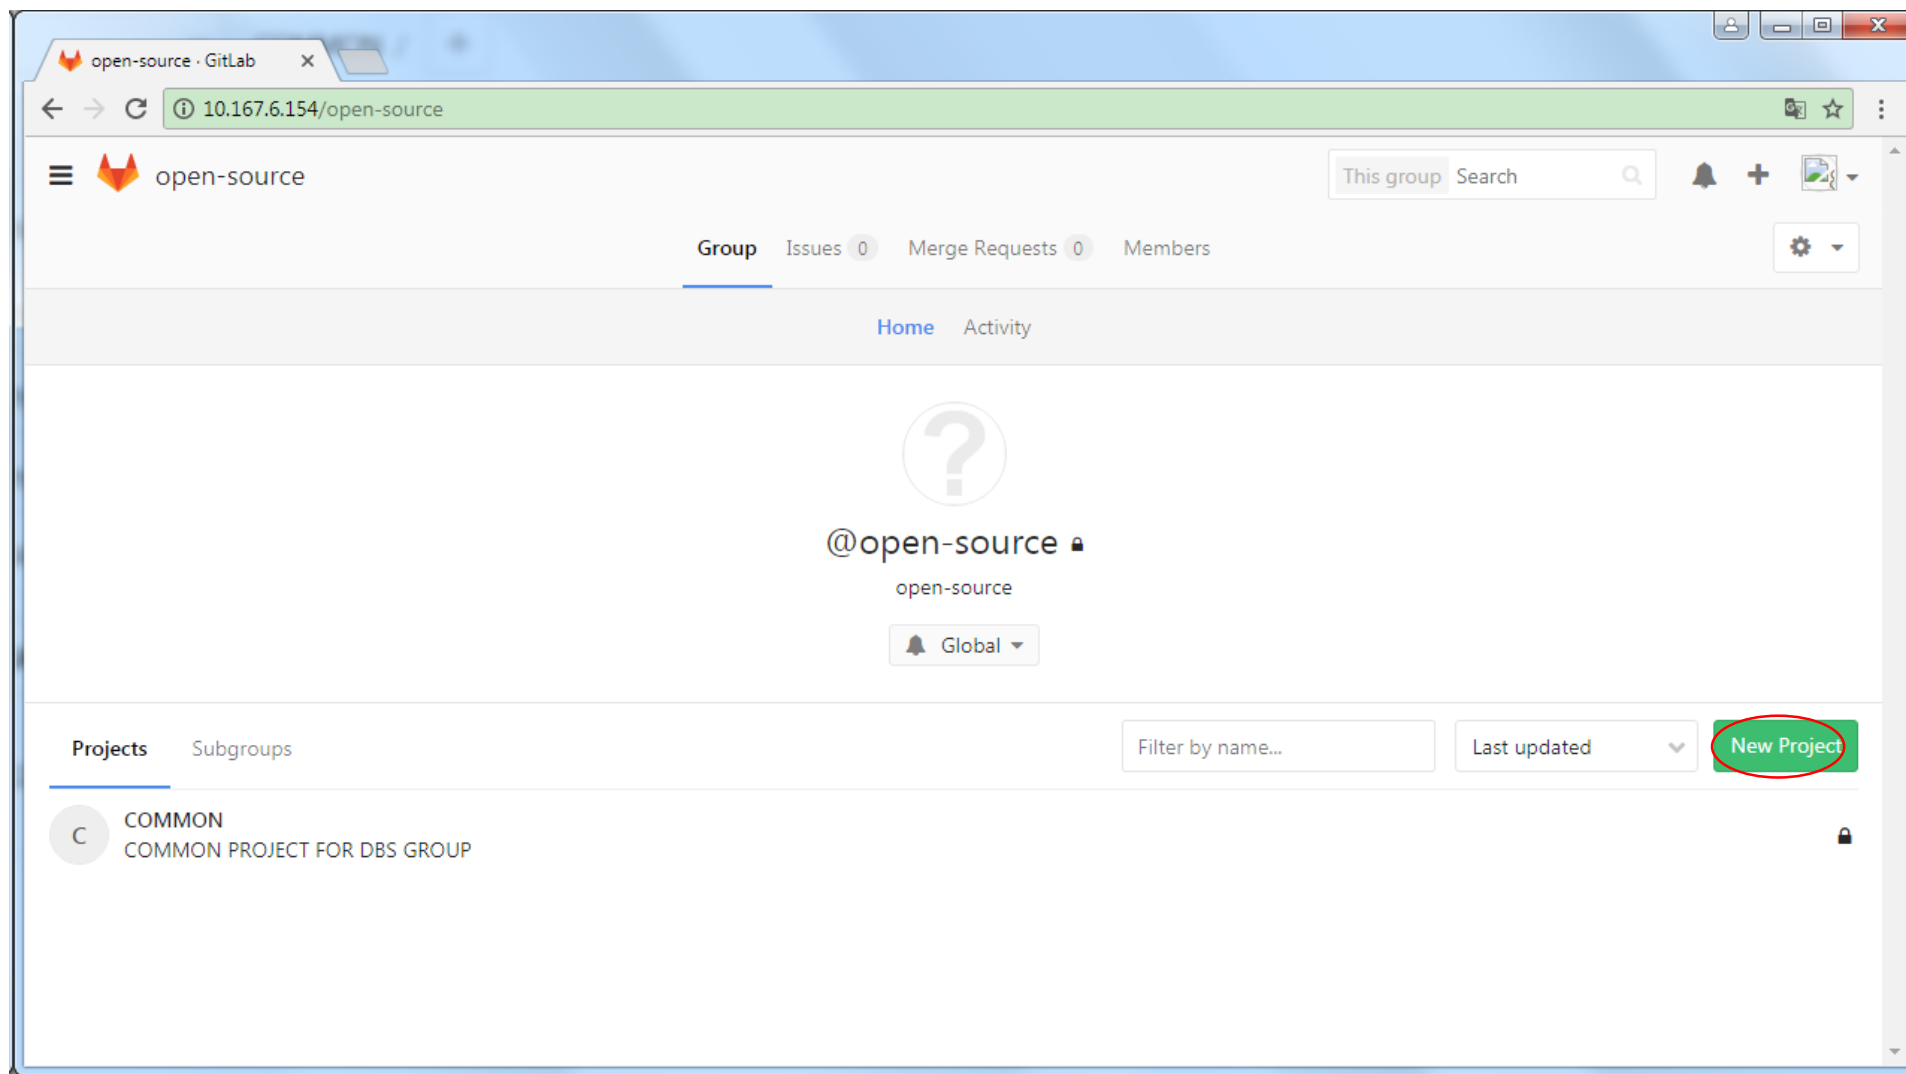 open-source · GitLab
10.167.6.154/open-source
open-source
This group Search
Group Issues 0 Merge Requests 0 Members
Home Activity
?
@open-source
open-source
Global
Projects Subgroups Filter by name... Last updated New Project
C
COMMON
COMMON PROJECT FOR DBS GROUP